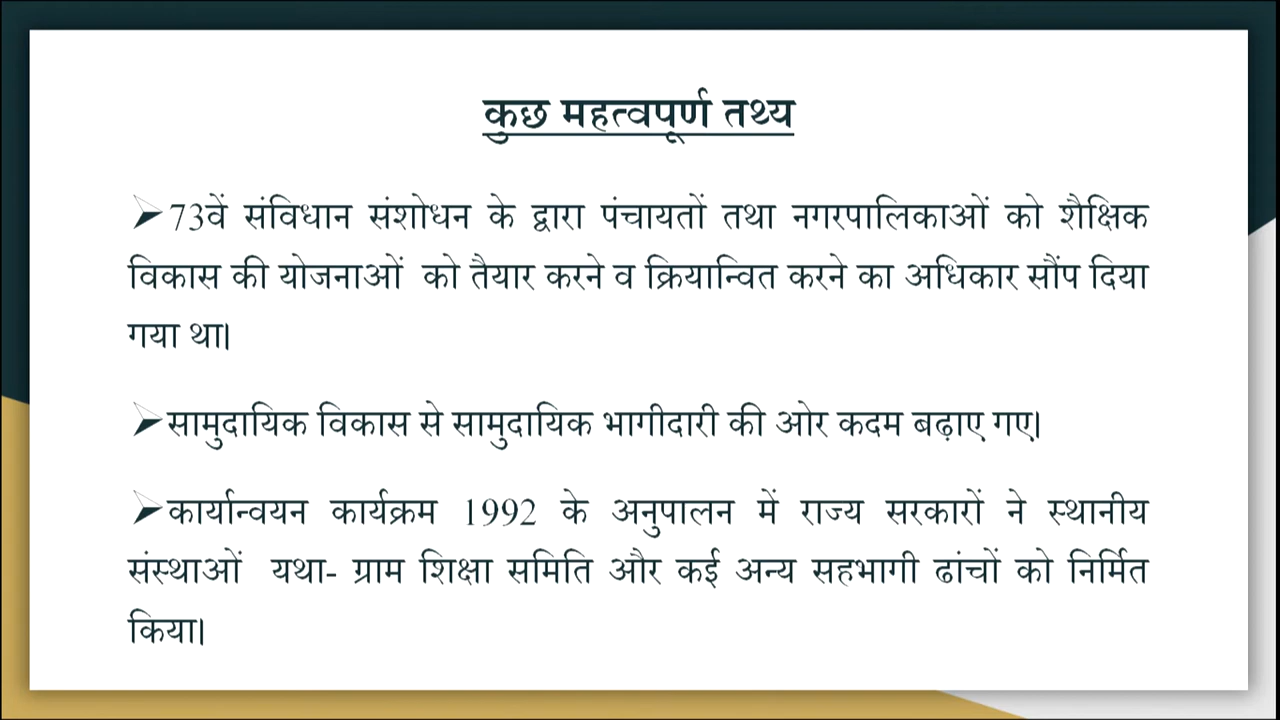 कुछ महत्वपूर्ण तथ्य
➢73वें संविधान संशोधन के द्वारा पंचायतों तथा नगरपालिकाओं को शैक्षिक
विकास की योजनाओं को तैयार करने व क्रियान्वित करने का अधिकार सौंप दिया
गया था।
➢सामुदायिक विकास से सामुदायिक भागीदारी की ओर कदम बढ़ाए गए।
➢कार्यान्वयन कार्यक्रम 1992 के अनुपालन में राज्य सरकारों ने स्थानीय
संस्थाओं यथा- ग्राम शिक्षा समिति और कई अन्य सहभागी ढांचों को निर्मित
किया।